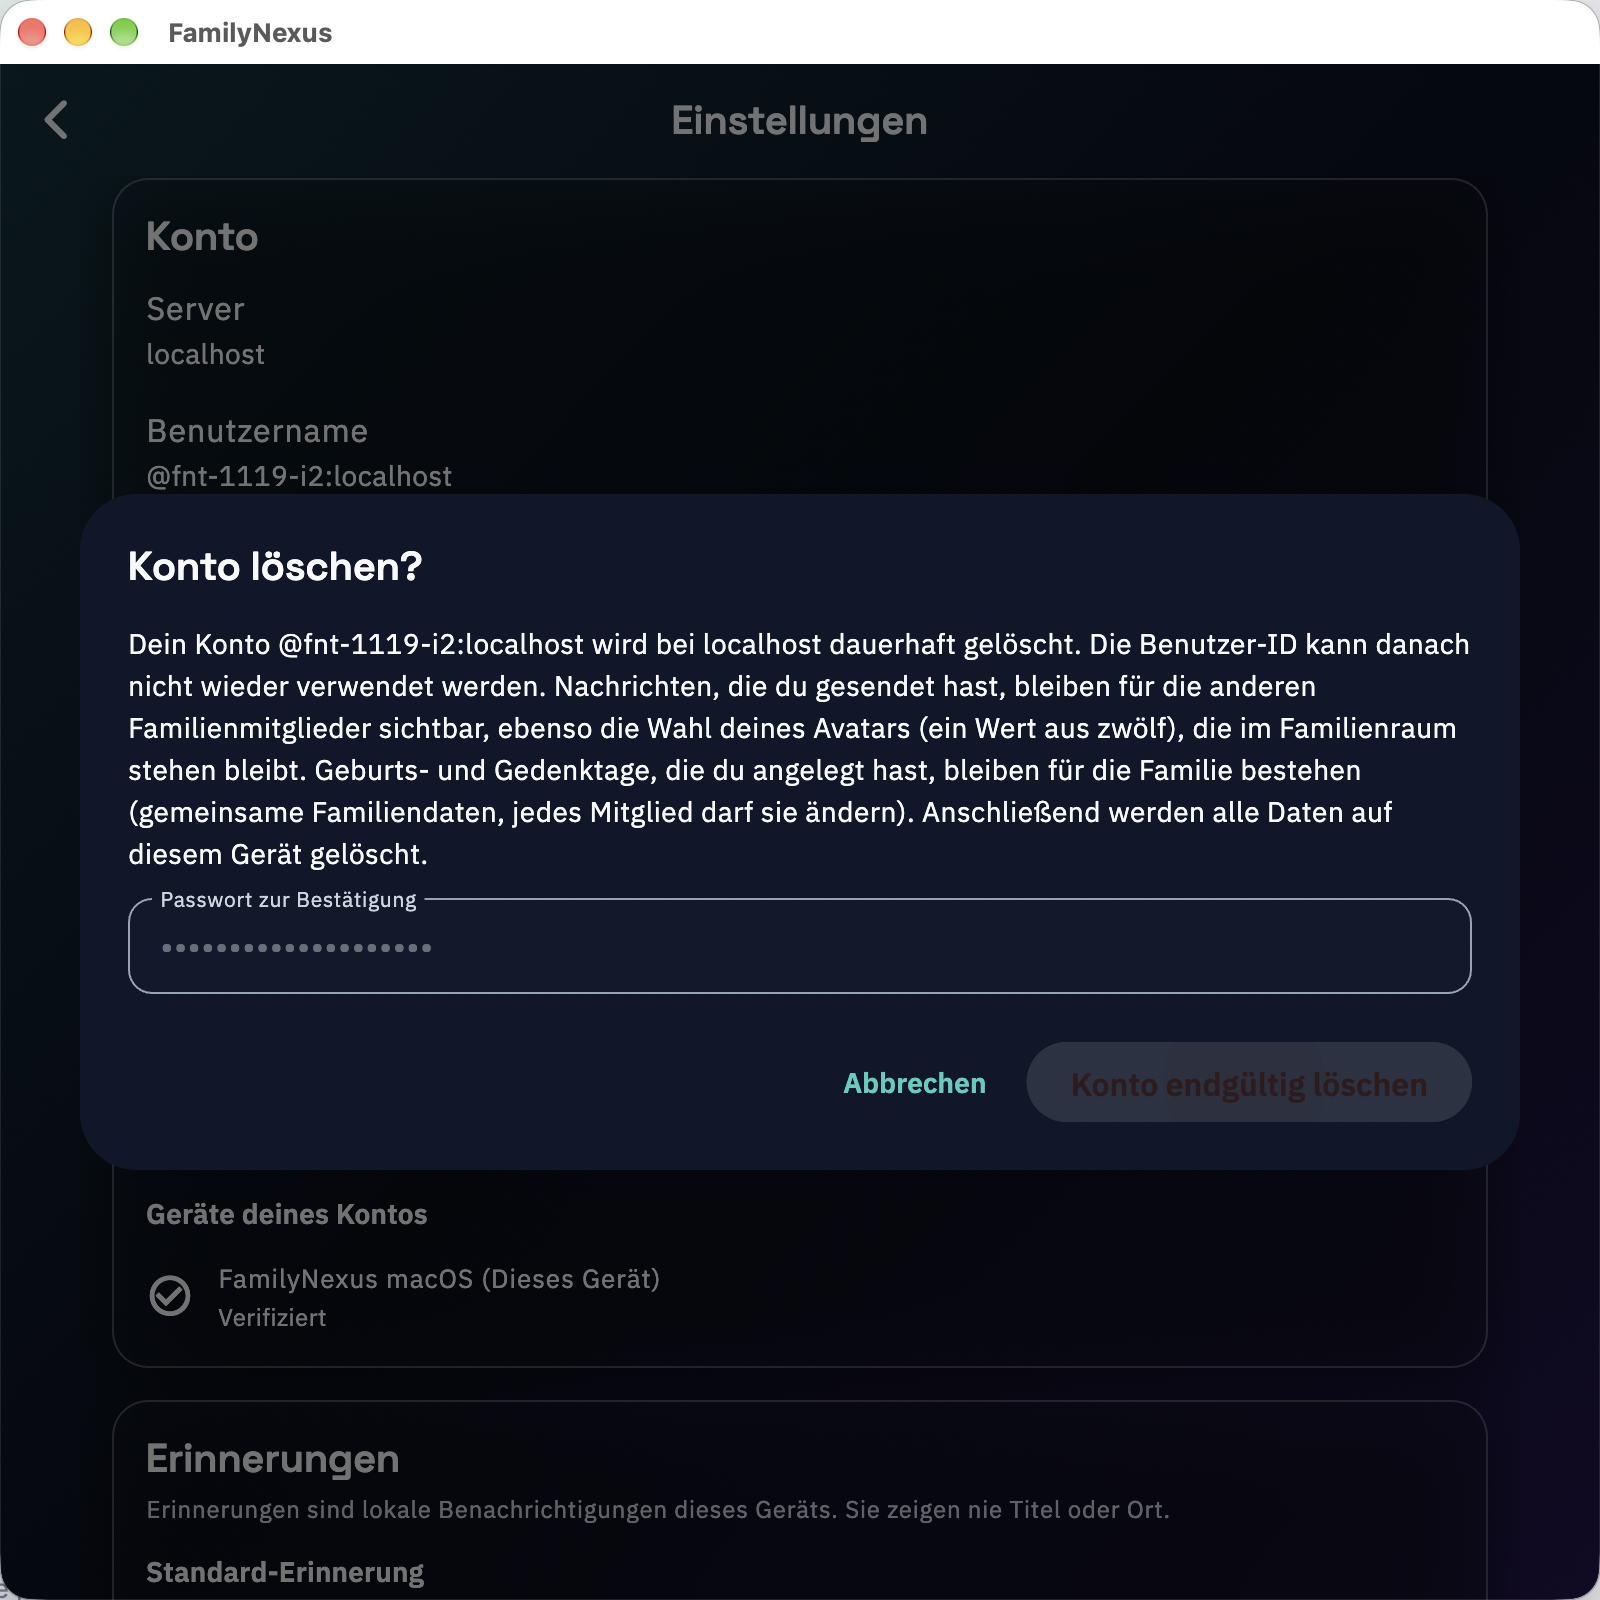 FamilyNexus
Einstellungen
Konto
Server
localhost
Benutzername
@fnt-1119-i2:localhost
Konto löschen?
Dein Konto @fnt-1119-i2:localhost wird bei localhost dauerhaft gelöscht. Die Benutzer-ID kann danach
nicht wieder verwendet werden. Nachrichten, die du gesendet hast, bleiben für die anderen
Familienmitglieder sichtbar, ebenso die Wahl deines Avatars (ein Wert aus zwölf), die im Familienraum
stehen bleibt. Geburts- und Gedenktage, die du angelegt hast, bleiben für die Familie bestehen
(gemeinsame Familiendaten, jedes Mitglied darf sie ändern). Anschließend werden alle Daten auf
diesem Gerät gelöscht.
Passwort zur Bestätigung
••••••••••••••••••••
Abbrechen
Konto endgültig löschen
Geräte deines Kontos
FamilyNexus macOS (Dieses Gerät)
Verifiziert
Erinnerungen
Erinnerungen sind lokale Benachrichtigungen dieses Geräts. Sie zeigen nie Titel oder Ort.
Standard-Erinnerung